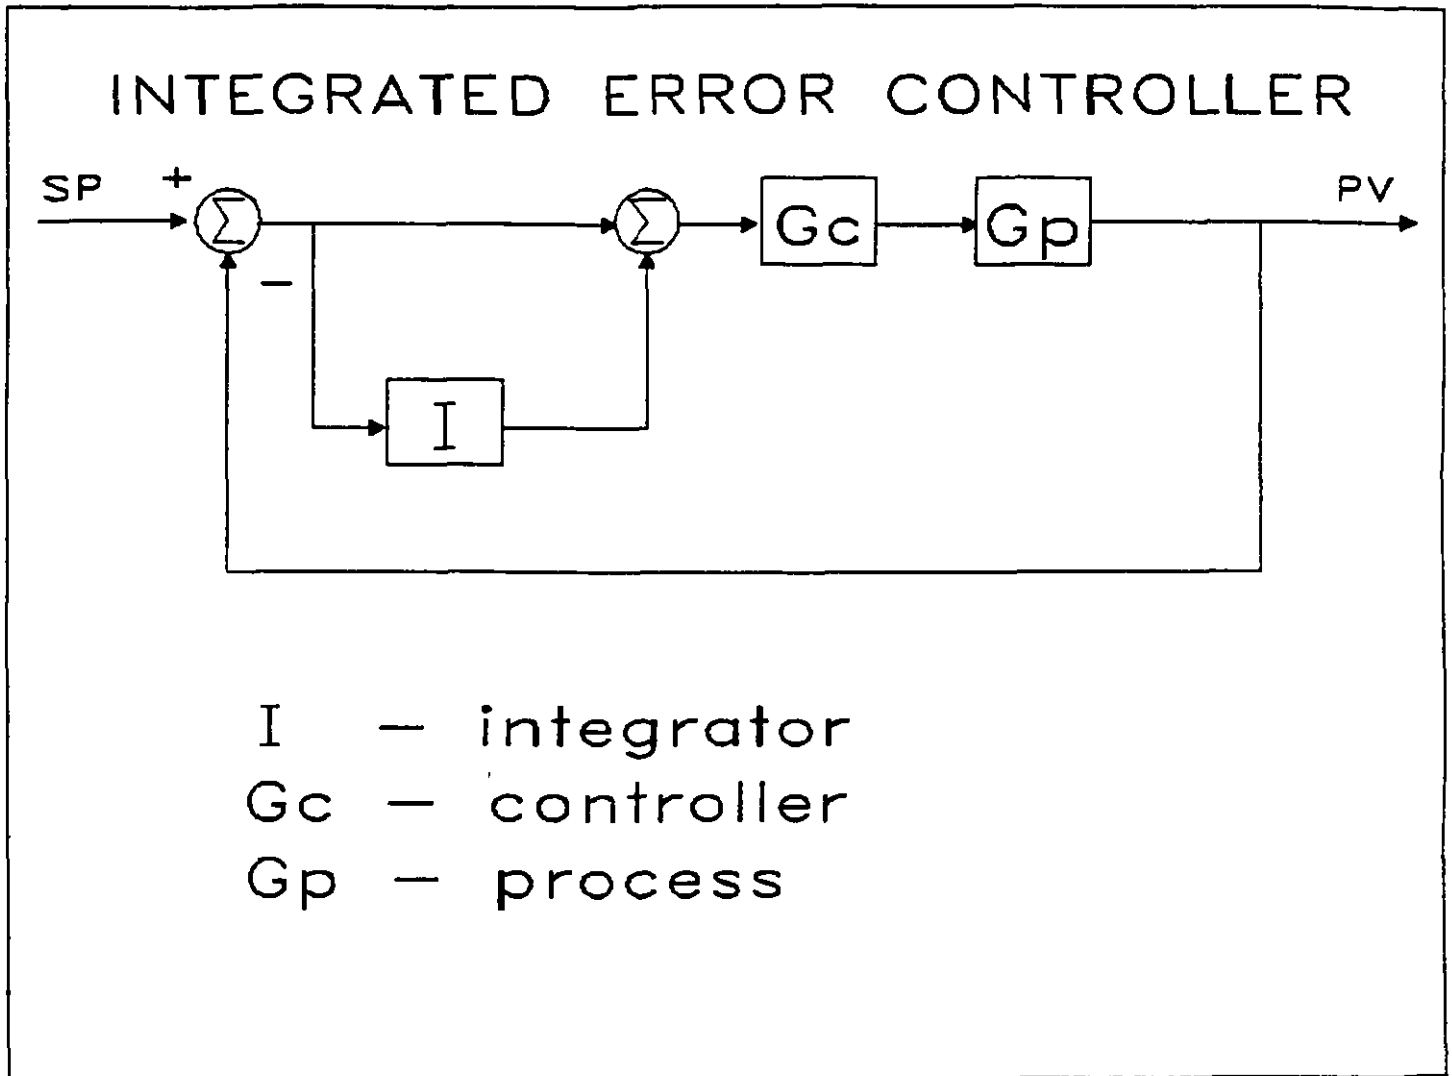 INTEGRATED ERROR CONTROLLER
SP + PV
Σ Σ Gc Gp
−
I
I − integrator
Gc − controller
Gp − process